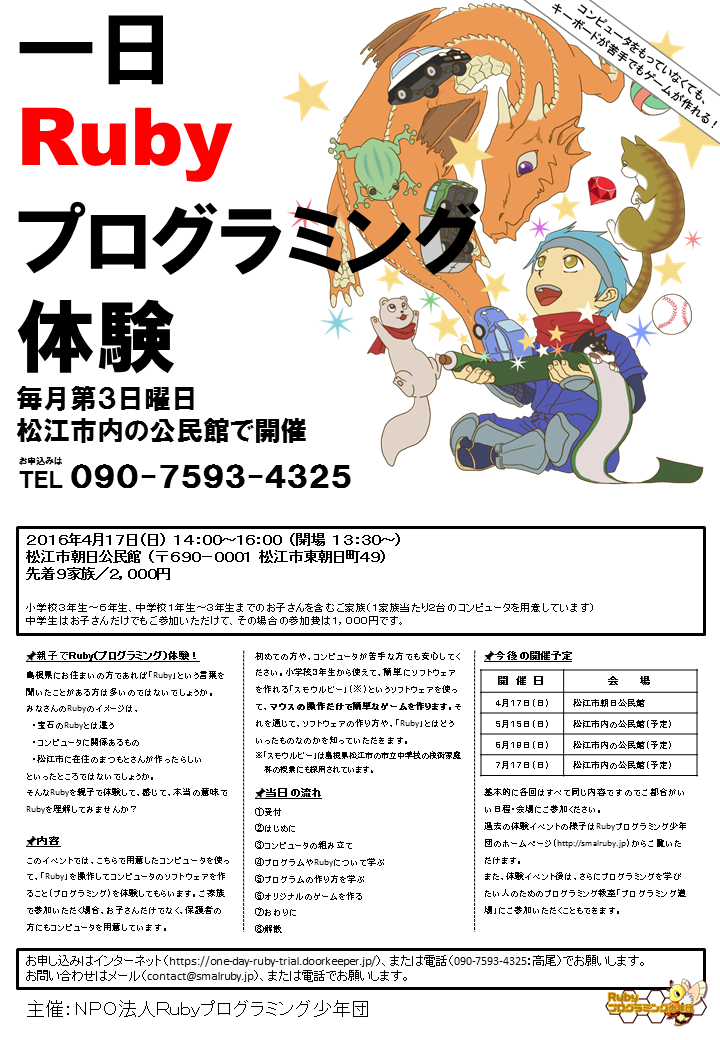 コンピュータをもっていなくても、
キーボードが苦手でもゲームが作れる！
一日
Ruby
プログラミング
体験
毎月第３日曜日
松江市内の公民館で開催
お申込みは
TEL 090-7593-4325
２０１６年４月１７日（日） １４：００～１６：００ （開場 １３：３０～）
松江市朝日公民館 （〒６９０－０００１ 松江市東朝日町４９）
先着９家族／２，０００円
小学校３年生～６年生、中学校１年生～３年生までのお子さんを含むご家族（１家族当たり２台のコンピュータを用意しています）
中学生はお子さんだけでもご参加いただけて、その場合の参加費は１，０００円です。
親子でRuby(プログラミング)体験！
島根県にお住まいの方であれば「Ruby」という言葉を
聞いたことがある方も多いのではないでしょうか。
みなさんのRubyのイメージは、
・宝石のRubyとは違う
・コンピュータに関係あるもの
・松江市に在住のまつもとさんが作ったらしい
といったところではないでしょうか。
そんなRubyを親子で体験して、感じて、本当の意味で
Rubyを理解してみませんか？
内容
このイベントでは、こちらで用意したコンピュータを使っ
て、「Ruby」を操作してコンピュータのソフトウェアを作
ること（プログラミング）を体験してもらいます。ご家族
で参加いただく場合、お子さんだけでなく、保護者の
方にもコンピュータを用意しています。
初めての方や、コンピュータが苦手な方でも安心してく
ださい。小学校３年生から使えて、簡単にソフトウェア
を作れる「スモウルビー」（※）というソフトウェアを使っ
て、マウスの操作だけで簡単なゲームを作ります。そ
れを通じて、ソフトウェアの作り方や、「Ruby」とはどう
いったものなのかを知っていただきます。
※「スモウルビー」は島根県松江市の市立中学校の技術家庭
科の授業にも採用されています。
当日の流れ
①受付
②はじめに
③コンピュータの組み立て
④プログラムやRubyについて学ぶ
⑤プログラムの作り方を学ぶ
⑥オリジナルのゲームを作る
⑦おわりに
⑧解散
今後の開催予定
開 催 日 会 場
４月１７日（日） 松江市朝日公民館
５月１５日（日） 松江市内の公民館（予定）
６月１９日（日） 松江市内の公民館（予定）
７月１７日（日） 松江市内の公民館（予定）
基本的に各回はすべて同じ内容ですのでご都合がい
い日程・会場にご参加ください。
過去の体験イベントの様子はRubyプログラミング少年
団のホームページ（http://smalruby.jp）からご覧いた
だけます。
また、体験イベント後は、さらにプログラミングを学び
たい人のためのプログラミング教室「プログラミング道
場」にご参加いただくこともできます。
お申し込みはインターネット（https://one-day-ruby-trial.doorkeeper.jp/）、または電話（090-7593-4325：高尾）でお願いします。
お問い合わせはメール（contact@smalruby.jp）、または電話でお願いします。
主催：ＮＰＯ法人Rubyプログラミング少年団
Ruby
プログラミング少年団